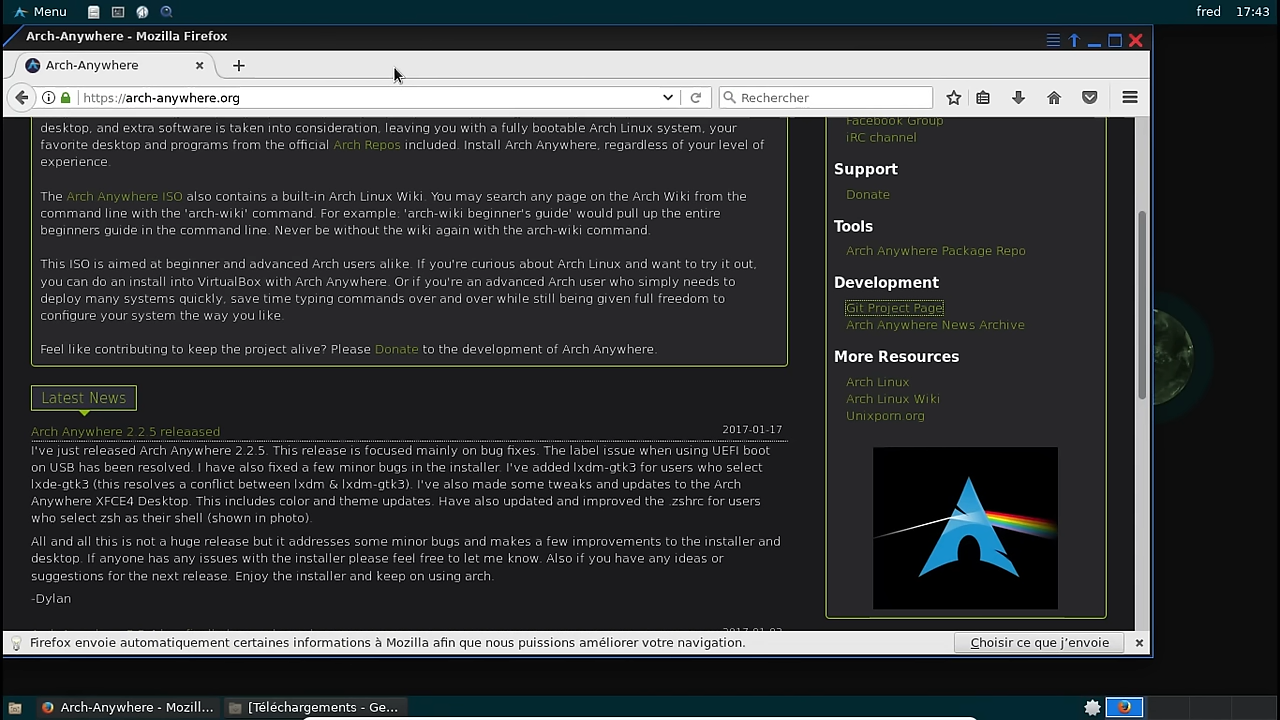 Menu
fred 17:43
Arch-Anywhere - Mozilla Firefox
Arch-Anywhere
https://arch-anywhere.org
Rechercher
desktop, and extra software is taken into consideration, leaving you with a fully bootable Arch Linux system, your
favorite desktop and programs from the official Arch Repos included. Install Arch Anywhere, regardless of your level of
experience.
The Arch Anywhere ISO also contains a built-in Arch Linux Wiki. You may search any page on the Arch Wiki from the
command line with the 'arch-wiki' command. For example: 'arch-wiki beginner's guide' would pull up the entire
beginners guide in the command line. Never be without the wiki again with the arch-wiki command.
This ISO is aimed at beginner and advanced Arch users alike. If you're curious about Arch Linux and want to try it out,
you can do an install into VirtualBox with Arch Anywhere. Or if you're an advanced Arch user who simply needs to
deploy many systems quickly, save time typing commands over and over while still being given full freedom to
configure your system the way you like.
Feel like contributing to keep the project alive? Please Donate to the development of Arch Anywhere.
Latest News
Arch Anywhere 2 2 5 releaased
2017-01-17
I've just released Arch Anywhere 2.2.5. This release is focused mainly on bug fixes. The label issue when using UEFI boot
on USB has been resolved. I have also fixed a few minor bugs in the installer. I've added lxdm-gtk3 for users who select
lxde-gtk3 (this resolves a conflict between lxdm & lxdm-gtk3). I've also made some tweaks and updates to the Arch
Anywhere XFCE4 Desktop. This includes color and theme updates. Have also updated and improved the .zshrc for users
who select zsh as their shell (shown in photo).
All and all this is not a huge release but it addresses some minor bugs and makes a few improvements to the installer and
desktop. If anyone has any issues with the installer please feel free to let me know. Also if you have any ideas or
suggestions for the next release. Enjoy the installer and keep on using arch.
-Dylan
Facebook Group
iRC channel
Support
Donate
Tools
Arch Anywhere Package Repo
Development
Git Project Page
Arch Anywhere News Archive
More Resources
Arch Linux
Arch Linux Wiki
Unixporn.org
Firefox envoie automatiquement certaines informations à Mozilla afin que nous puissions améliorer votre navigation.
Choisir ce que j'envoie
Arch-Anywhere - Mozill...
[Téléchargements - Ge...